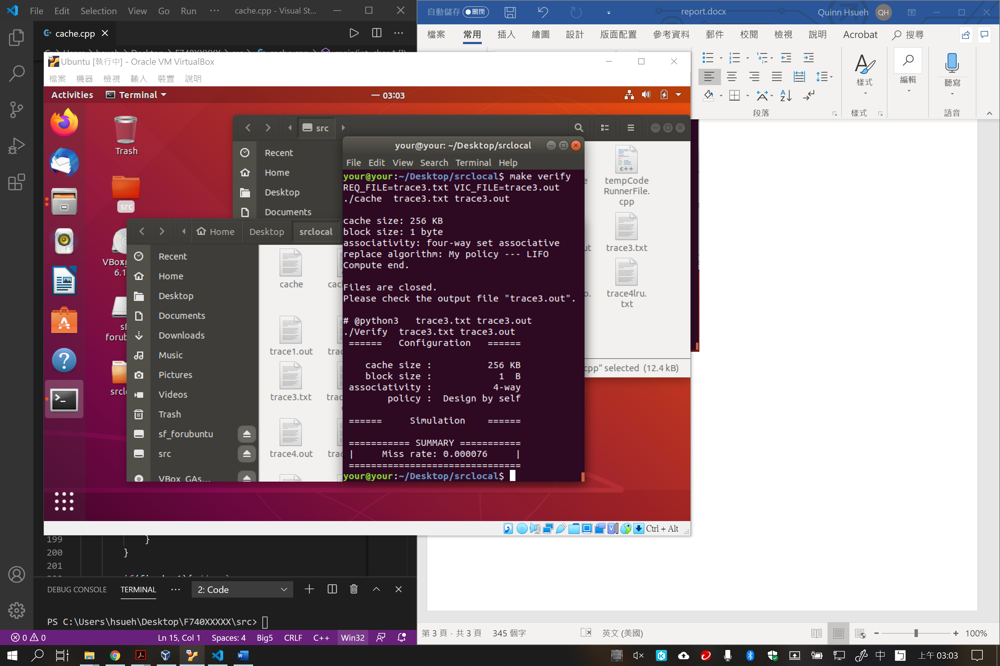 File Edit Selection View Go Run ··· cache.cpp - Visual St...
cache.cpp
自動儲存 關閉 report.docx Quinn Hsueh QH
檔案 常用 插入 繪圖 設計 版面配置 參考資料 郵件 校閱 檢視 說明 Acrobat 搜尋
樣式 編輯 聽寫
段落 樣式 語音
Ubuntu [執行中] - Oracle VM VirtualBox
檔案 機器 檢視 輸入 裝置 說明
Activities Terminal 03:03
Trash
src
VBox
6.1
forub
src
Recent
Home
Desktop
Documents
tempCode
RunnerFile.
cpp
trace3.txt
trace4lru.
txt
cpp" selected (12.4 kB)
Home Desktop srclocal
Recent
Home
Desktop
Documents
Downloads
Music
Pictures
Videos
Trash
sf_forubuntu
src
VBox_GAs...
cache
trace1.out
trace3.txt
trace4.out
your@your: ~/Desktop/srclocal
File Edit View Search Terminal Help
your@your:~/Desktop/srclocal$ make verify
REQ_FILE=trace3.txt VIC_FILE=trace3.out
./cache trace3.txt trace3.out
cache size: 256 KB
block size: 1 byte
associativity: four-way set associative
replace algorithm: My policy --- LIFO
Compute end.
Files are closed.
Please check the output file "trace3.out".
# @python3 trace3.txt trace3.out
./Verify trace3.txt trace3.out
====== Configuration ======
cache size : 256 KB
block size : 1 B
associativity : 4-way
policy : Design by self
====== Simulation ======
=========== SUMMARY ===========
| Miss rate: 0.000076 |
===============================
your@your:~/Desktop/srclocal$
Ctrl + Alt
199 }
200 }
201
DEBUG CONSOLE TERMINAL ··· 2: Code
PS C:\Users\hsueh\Desktop\F740XXXXX\src>
0 0 Ln 15, Col 1 Spaces: 4 Big5 CRLF C++ Win32
第 3 頁，共 3 頁 345 個字 英文 (美國) 100%
中 ㄅ 上午 03:03